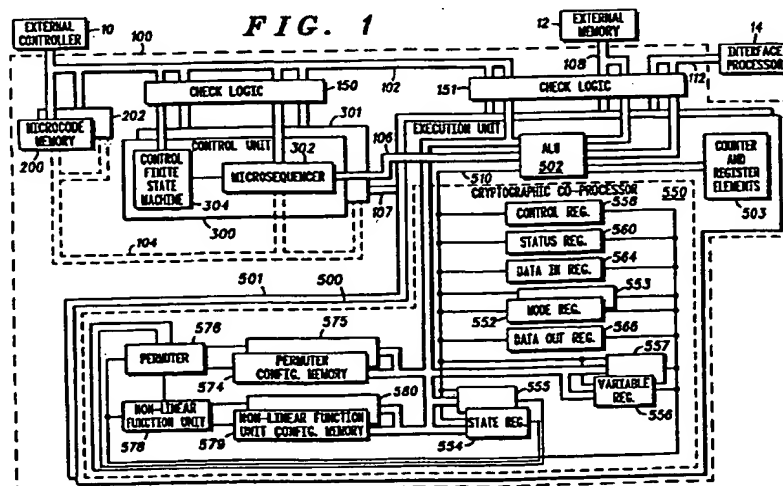 FIG. 1
EXTERNAL CONTROLLER
10
100
12
EXTERNAL MEMORY
14
INTERFACE PROCESSOR
108
112
102
CHECK LOGIC
150
151
CHECK LOGIC
202
MICROCODE MEMORY
200
301
CONTROL UNIT
302
CONTROL FINITE STATE MACHINE
304
MICROSEQUENCER
300
104
106
107
EXECUTION UNIT
ALU
502
510
COUNTER AND REGISTER ELEMENTS
503
CRYPTOGRAPHIC CO-PROCESSOR
550
CONTROL REG.
558
STATUS REG.
560
DATA IN REG.
564
553
MODE REG.
552
DATA OUT REG.
566
501
500
576
PERMUTER
575
574
PERMUTER CONFIG. MEMORY
557
VARIABLE REG.
556
580
NON-LINEAR FUNCTION UNIT
578
579
NON-LINEAR FUNCTION UNIT CONFIG. MEMORY
555
STATE REG.
554